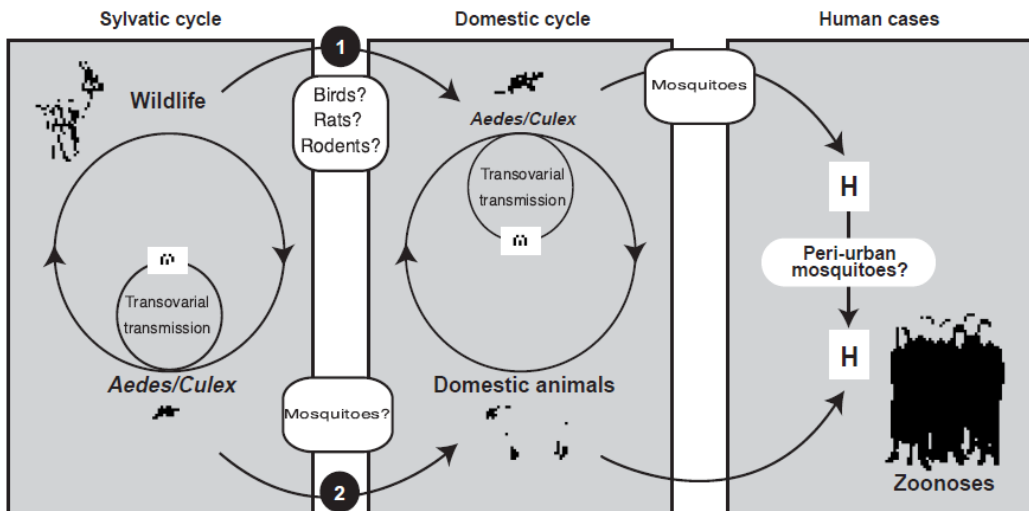 Sylvatic cycle
Domestic cycle
Human cases
1
Wildlife
Birds?
Rats?
Rodents?
Aedes/Culex
Transovarial
transmission
Mosquitoes
H
Peri-urban
mosquitoes?
H
Transovarial
transmission
Aedes/Culex
Mosquitoes?
Domestic animals
2
Zoonoses